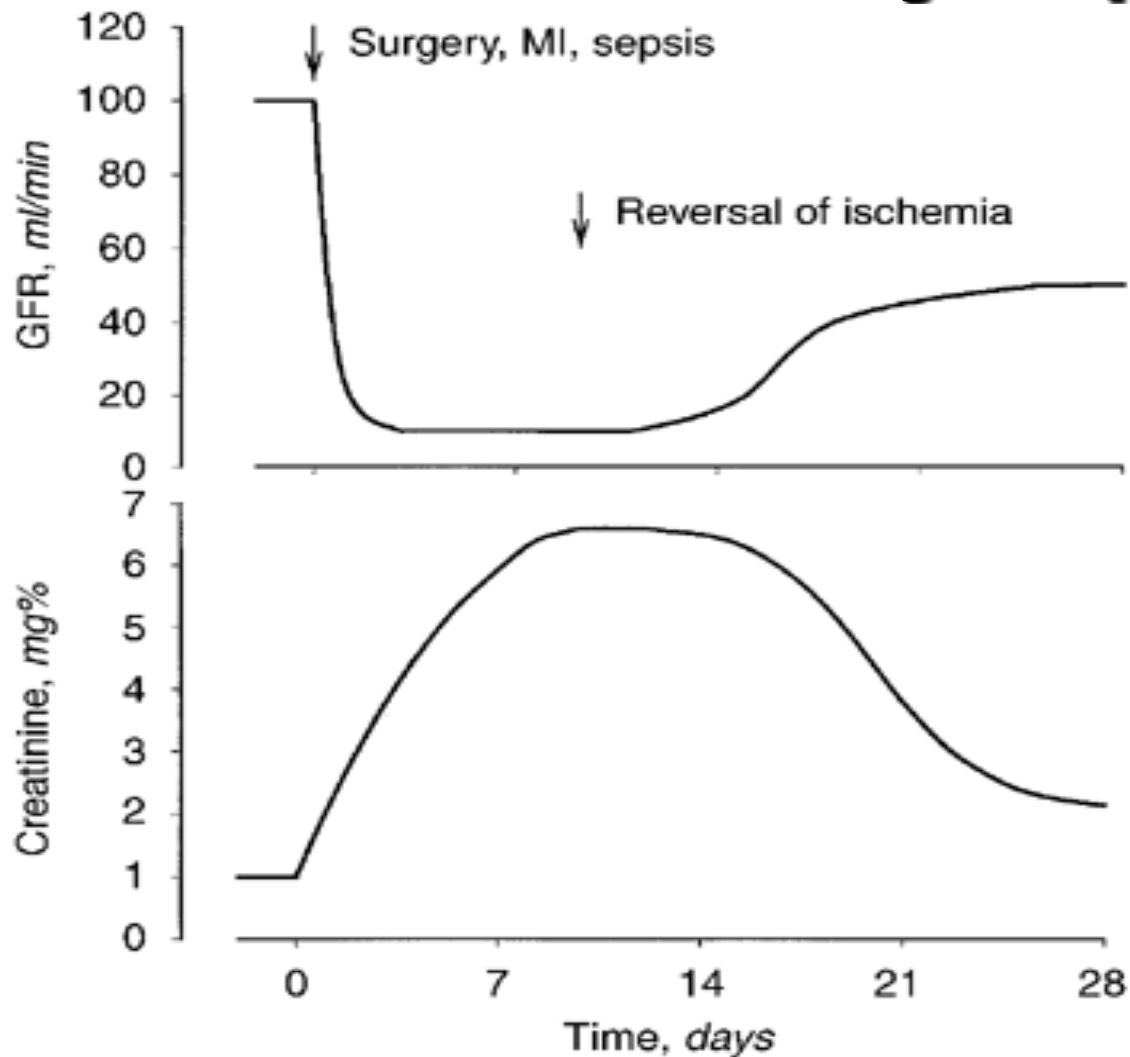 120
Surgery, MI, sepsis
100
80
Reversal of ischemia
60
40
20
0
GFR, ml/min
7
6
5
4
3
2
1
0
Creatinine, mg%
0 7 14 21 28
Time, days